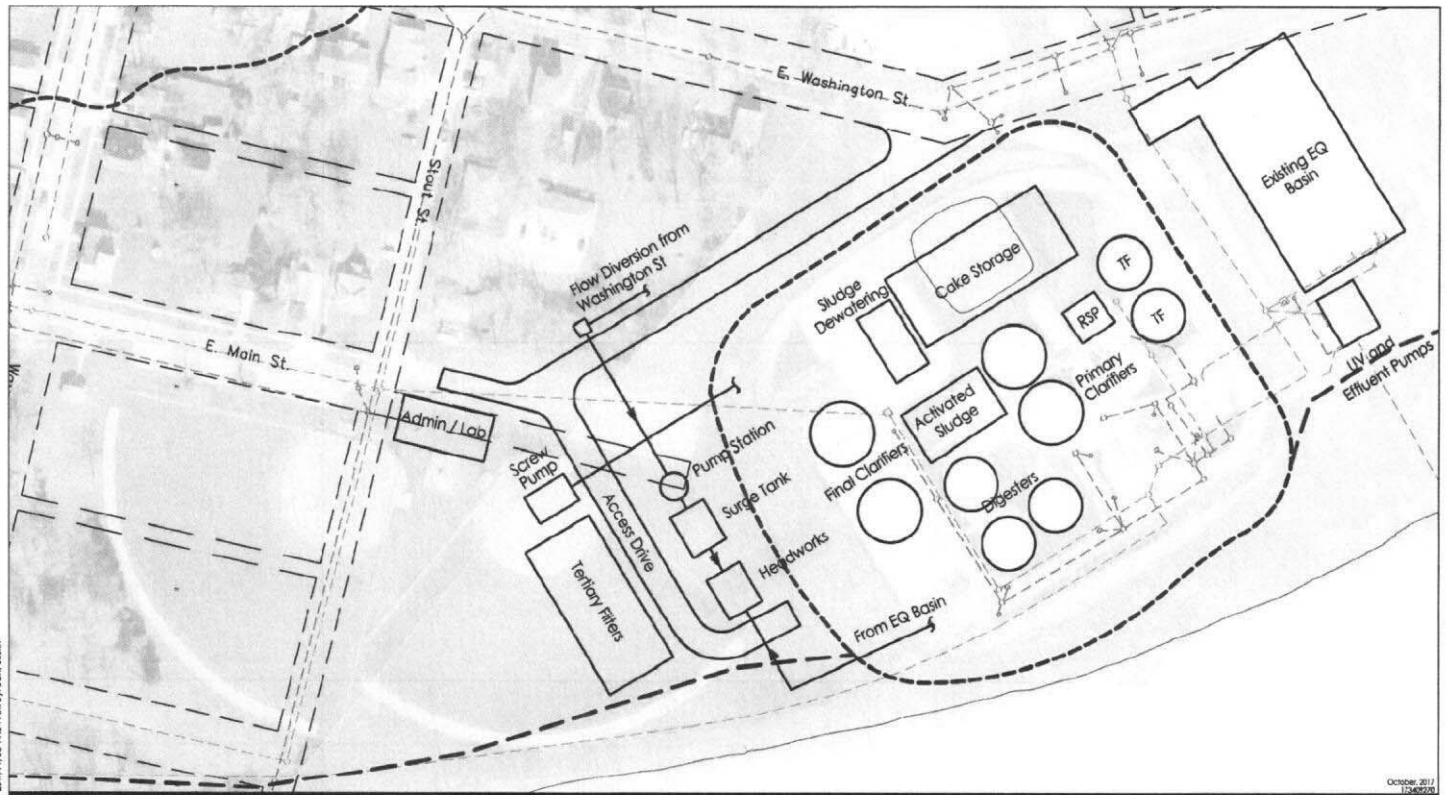 E. Washington St
Stout St.
Existing EQ
Basin
Flow Diversion from
Washington St
Cake Storage
Sludge
Dewatering
TF
TF
RSP
E. Main St.
Primary
Clarifiers
UV and
Effluent Pumps
Activated
Sludge
Admin / Lab
Pump Station
Screw
Pump
Final Clarifiers
Surge Tank
Digesters
Access Drive
Headworks
Tertiary Filters
From EQ Basin
October, 2017